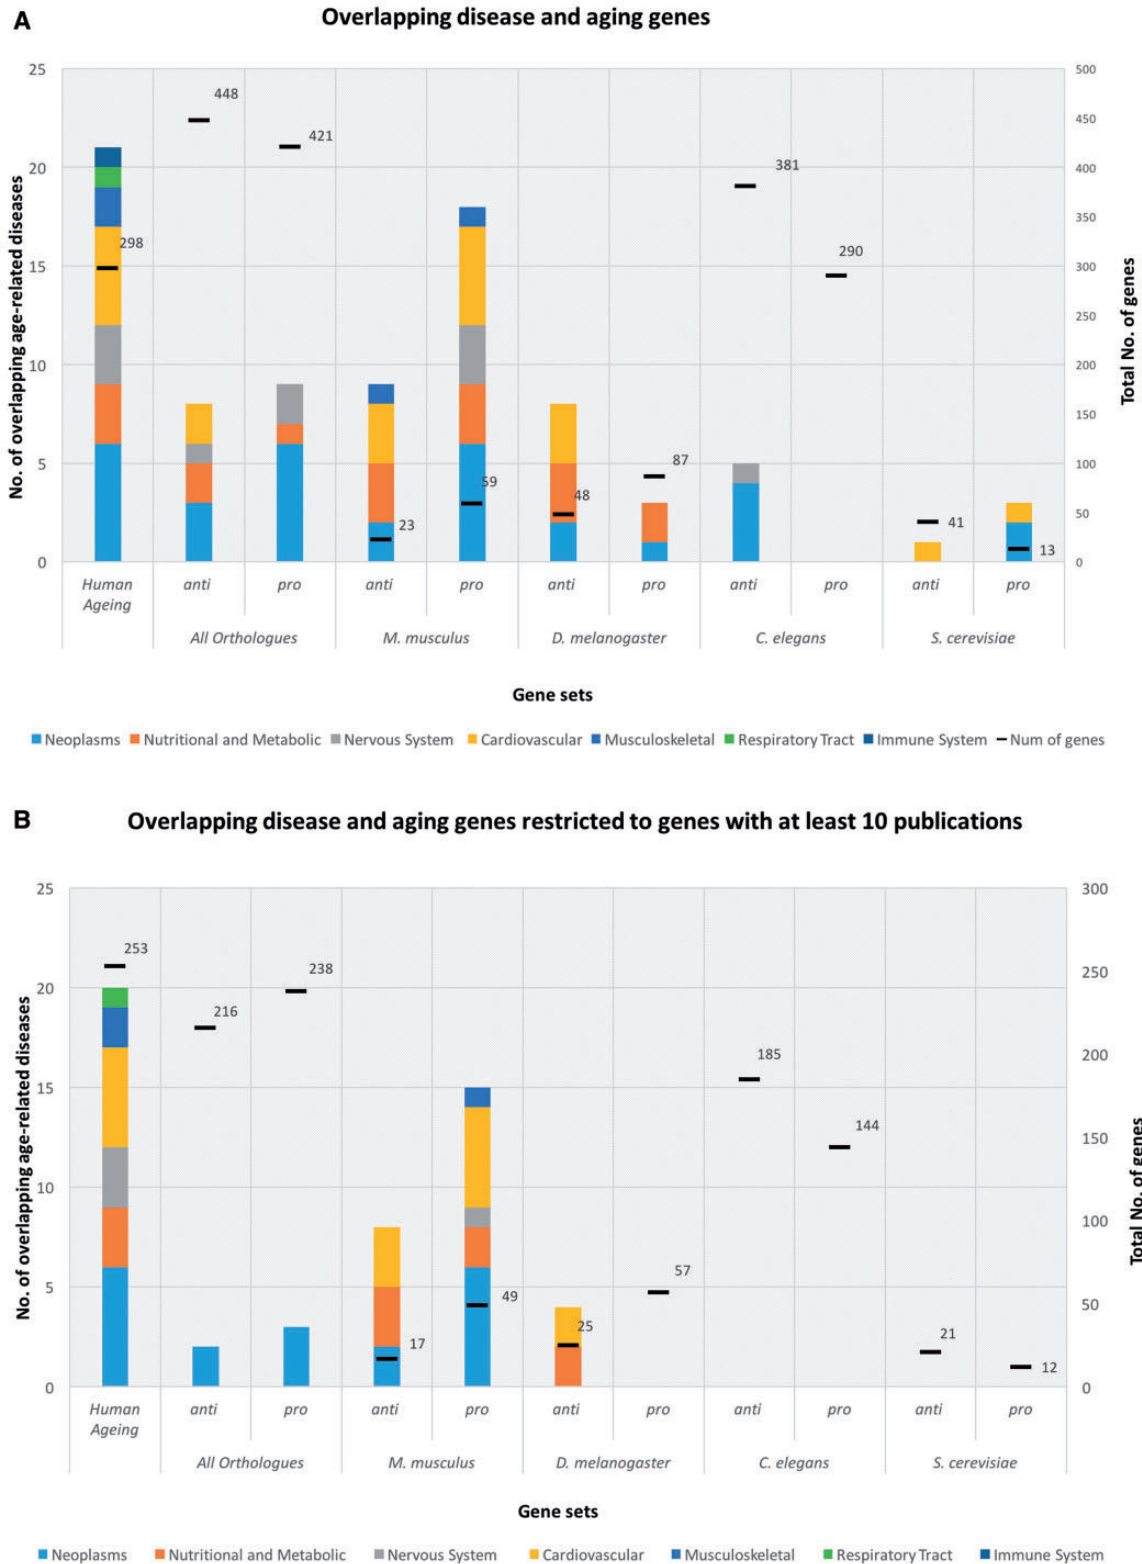 A
Overlapping disease and aging genes
No. of overlapping age-related diseases
Total No. of genes
25
20
15
10
5
0
500
450
400
350
300
250
200
150
100
50
0
298
448
421
23
59
48
87
381
290
41
13
Human Ageing
anti
pro
anti
pro
anti
pro
anti
pro
anti
pro
All Orthologues
M. musculus
D. melanogaster
C. elegans
S. cerevisiae
Gene sets
Neoplasms Nutritional and Metabolic Nervous System Cardiovascular Musculoskeletal Respiratory Tract Immune System Num of genes
B
Overlapping disease and aging genes restricted to genes with at least 10 publications
No. of overlapping age-related diseases
Total No. of genes
25
20
15
10
5
0
300
250
200
150
100
50
0
253
216
238
17
49
25
57
185
144
21
12
Human Ageing
anti
pro
anti
pro
anti
pro
anti
pro
anti
pro
All Orthologues
M. musculus
D. melanogaster
C. elegans
S. cerevisiae
Gene sets
Neoplasms Nutritional and Metabolic Nervous System Cardiovascular Musculoskeletal Respiratory Tract Immune System